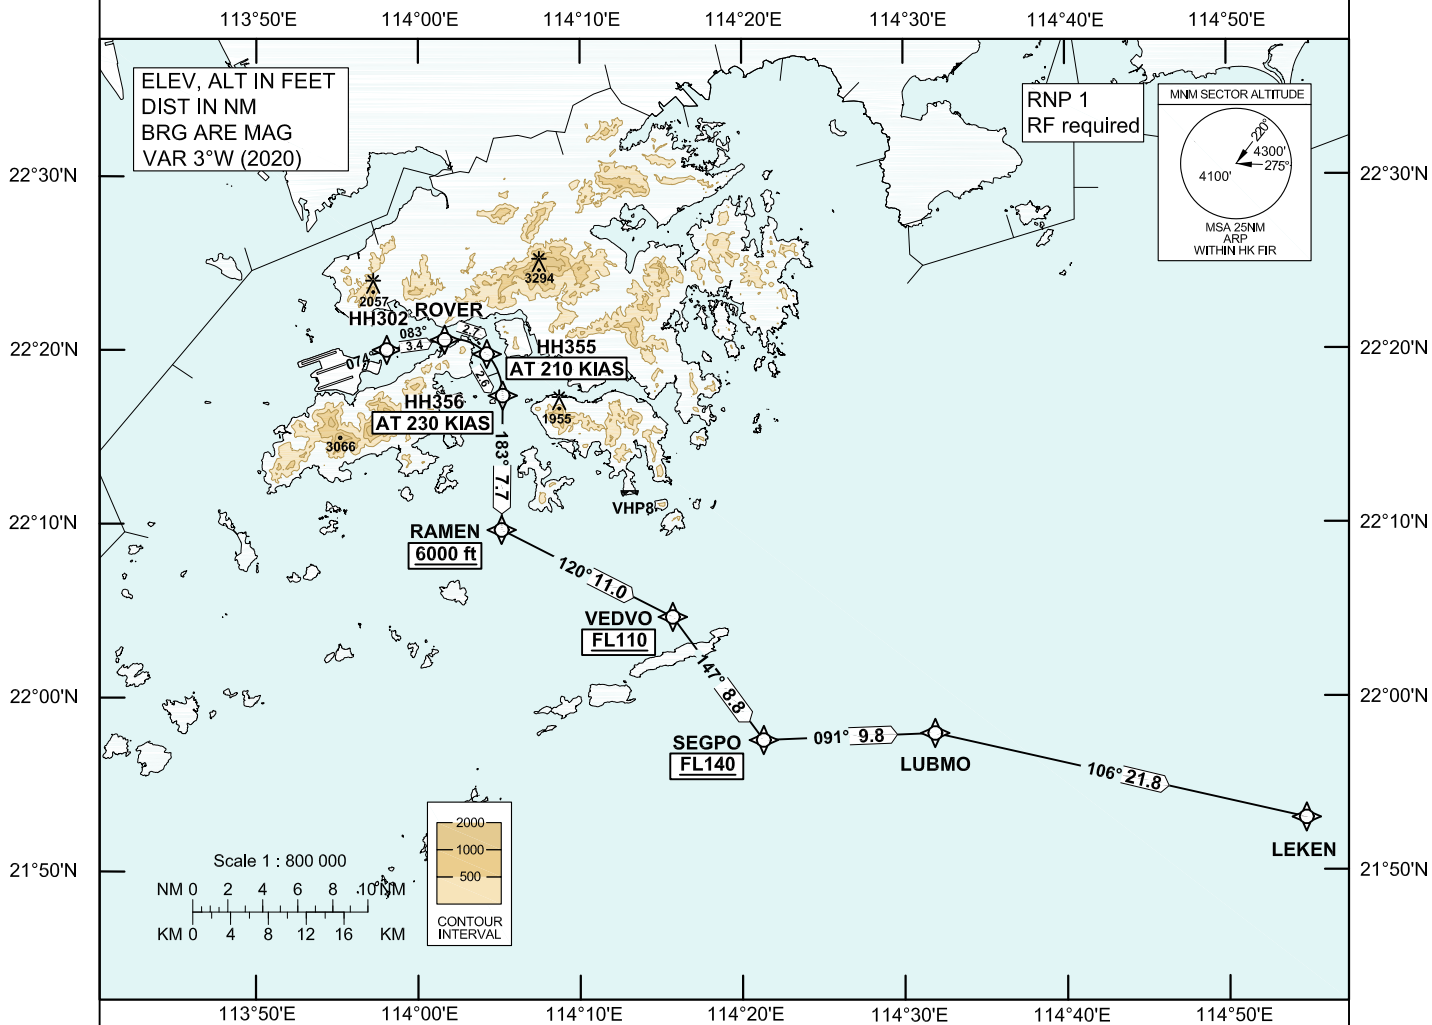 113°50'E 114°00'E 114°10'E 114°20'E 114°30'E 114°40'E 114°50'E
ELEV, ALT IN FEET
DIST IN NM
BRG ARE MAG
VAR 3°W (2020)
RNP 1
RF required
MNM SECTOR ALTITUDE
220°
4300'
275°
4100'
MSA 25NM
ARP
WITHIN HK FIR
22°30'N 22°30'N
3294
2057
HH302 ROVER
083°
3.4
2.7
074
22°20'N 22°20'N
HH355
AT 210 KIAS
2.6
HH356
AT 230 KIAS
1955
3066
183° 7.7
VHP8
22°10'N 22°10'N
RAMEN
6000 ft
120° 11.0
VEDVO
FL110
147° 8.8
22°00'N 22°00'N
SEGPO
FL140
091° 9.8
LUBMO
106° 21.8
LEKEN
21°50'N 21°50'N
Scale 1 : 800 000
NM 0 2 4 6 8 10 NM
KM 0 4 8 12 16 KM
2000
1000
500
CONTOUR
INTERVAL
113°50'E 114°00'E 114°10'E 114°20'E 114°30'E 114°40'E 114°50'E